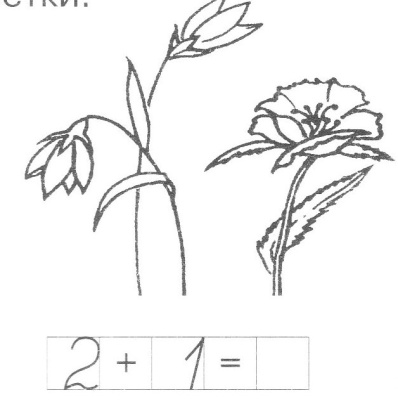 2 + 1 =